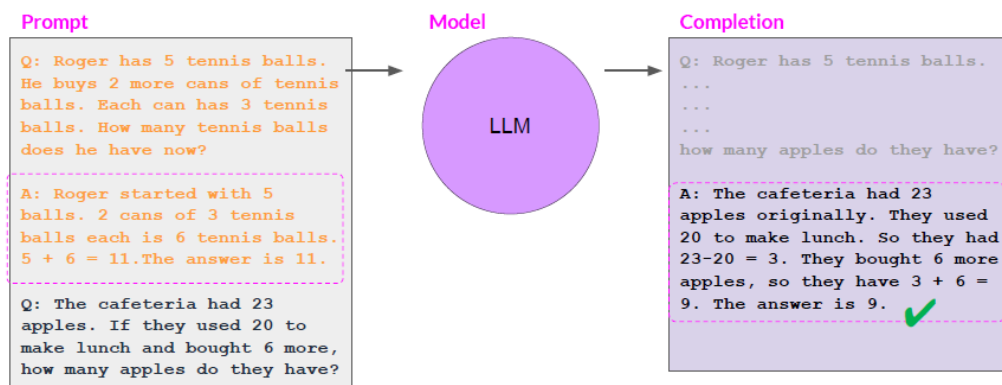 Prompt
Q: Roger has 5 tennis balls.
He buys 2 more cans of tennis
balls. Each can has 3 tennis
balls. How many tennis balls
does he have now?
A: Roger started with 5
balls. 2 cans of 3 tennis
balls each is 6 tennis balls.
5 + 6 = 11.The answer is 11.
Q: The cafeteria had 23
apples. If they used 20 to
make lunch and bought 6 more,
how many apples do they have?
Model
LLM
Completion
Q: Roger has 5 tennis balls.
...
...
...
how many apples do they have?
A: The cafeteria had 23
apples originally. They used
20 to make lunch. So they had
23-20 = 3. They bought 6 more
apples, so they have 3 + 6 =
9. The answer is 9.